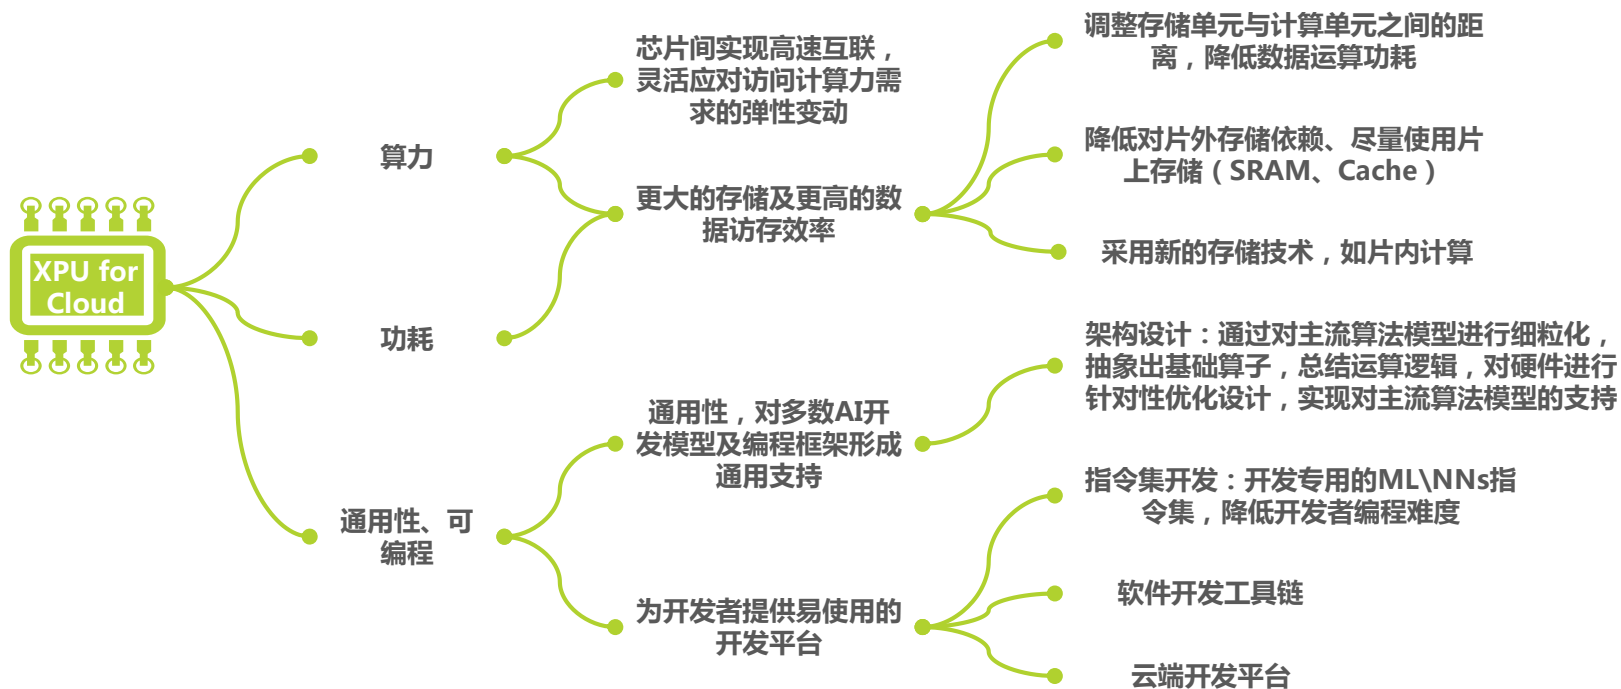 XPU for
Cloud
算力
功耗
通用性、可
编程
芯片间实现高速互联，
灵活应对访问计算力需
求的弹性变动
更大的存储及更高的数
据访存效率
通用性，对多数AI开
发模型及编程框架形成
通用支持
为开发者提供易使用的
开发平台
调整存储单元与计算单元之间的距
离，降低数据运算功耗
降低对片外存储依赖、尽量使用片
上存储（SRAM、Cache）
采用新的存储技术，如片内计算
架构设计：通过对主流算法模型进行细粒化，
抽象出基础算子，总结运算逻辑，对硬件进行
针对性优化设计，实现对主流算法模型的支持
指令集开发：开发专用的ML\NNs指
令集，降低开发者编程难度
软件开发工具链
云端开发平台